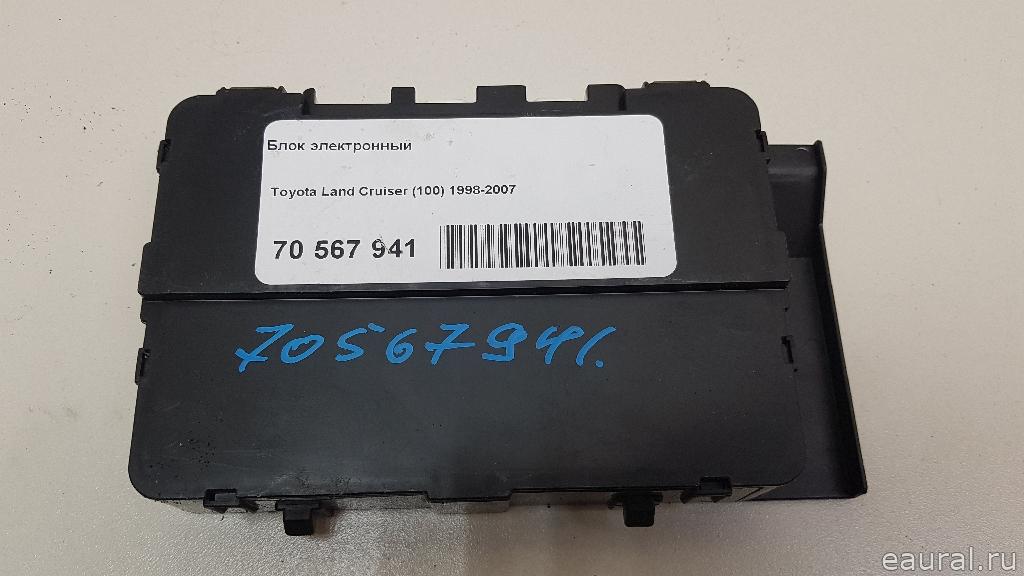 Блок электронный
Toyota Land Cruiser (100) 1998-2007
70 567 941
70567941.
eaural.ru